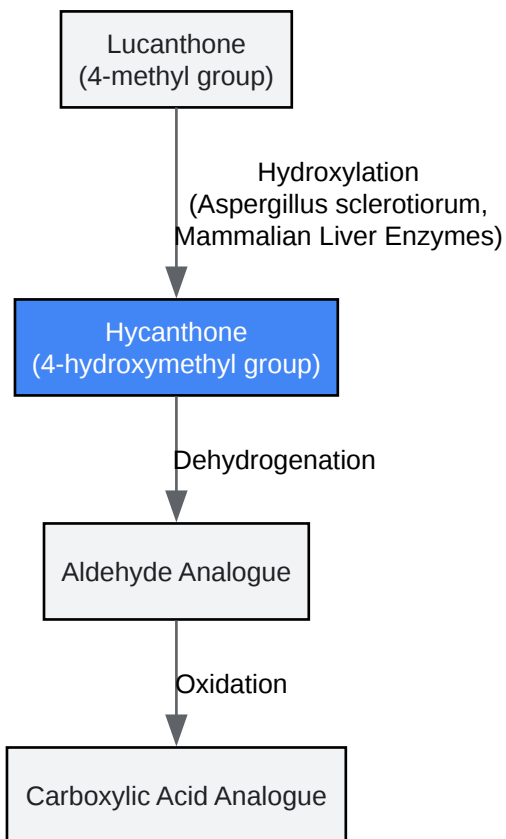 Lucanthone
(4-methyl group)
Hydroxylation
(Aspergillus sclerotiorum,
Mammalian Liver Enzymes)
Hycanthone
(4-hydroxymethyl group)
Dehydrogenation
Aldehyde Analogue
Oxidation
Carboxylic Acid Analogue